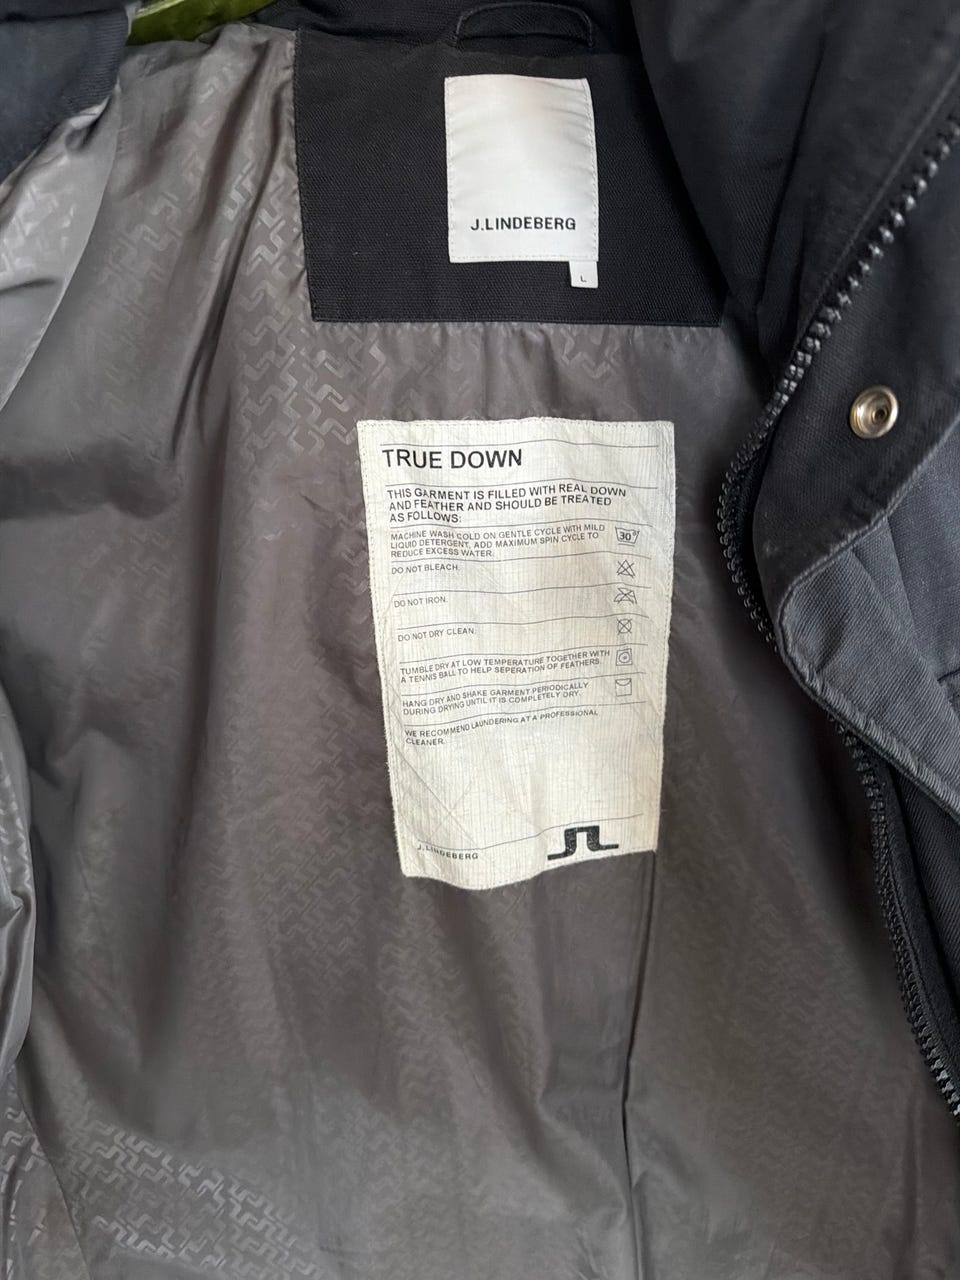 J.LINDEBERG
L
TRUE DOWN
THIS GARMENT IS FILLED WITH REAL DOWN
AND FEATHER AND SHOULD BE TREATED
AS FOLLOWS:
MACHINE WASH COLD ON GENTLE CYCLE WITH MILD
LIQUID DETERGENT, ADD MAXIMUM SPIN CYCLE TO
REDUCE EXCESS WATER.
30°
DO NOT BLEACH.
DO NOT IRON.
DO NOT DRY CLEAN.
TUMBLE DRY AT LOW TEMPERATURE TOGETHER WITH
A TENNIS BALL TO HELP SEPERATION OF FEATHERS.
HANG DRY AND SHAKE GARMENT PERIODICALLY
DURING DRYING UNTIL IT IS COMPLETELY DRY.
WE RECOMMEND LAUNDERING AT A PROFESSIONAL
CLEANER.
J.LINDEBERG
JL